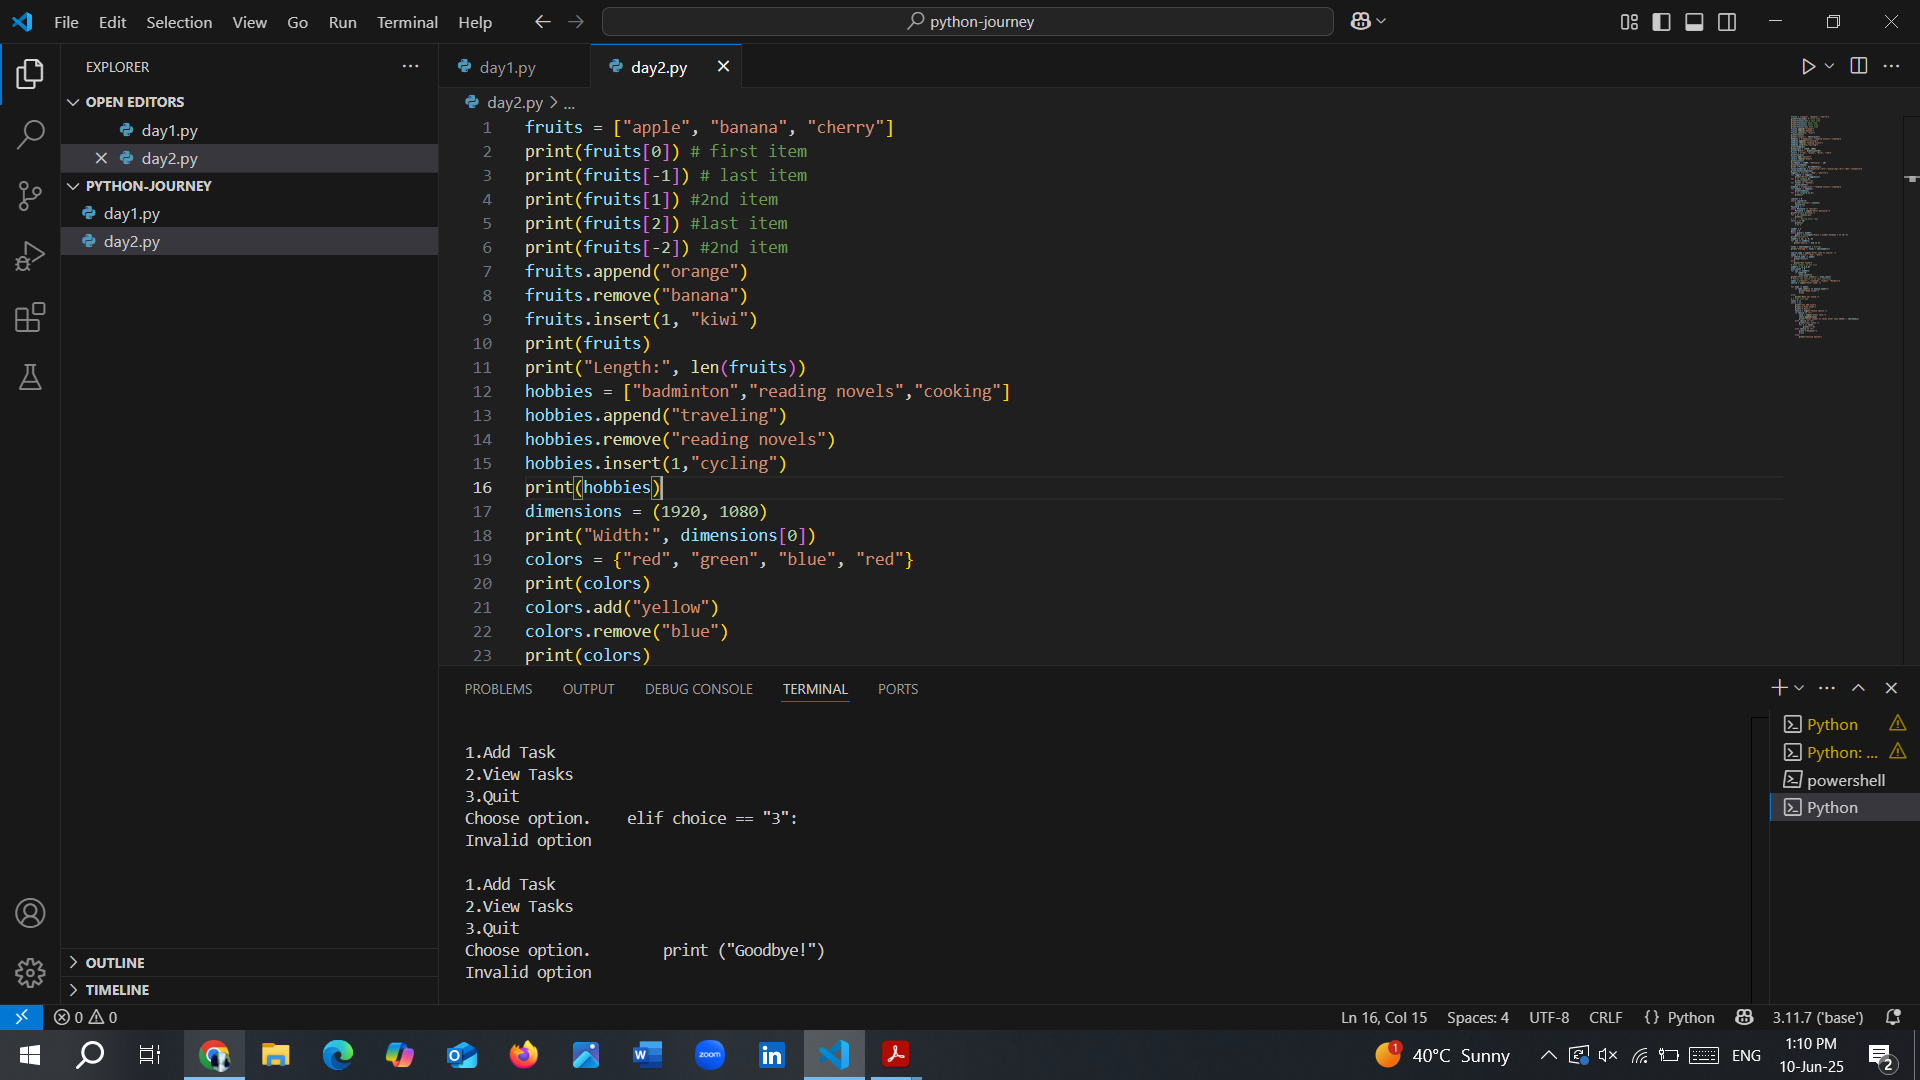 File Edit Selection View Go Run Terminal Help
python-journey
EXPLORER
OPEN EDITORS
day1.py
day2.py
PYTHON-JOURNEY
day1.py
day2.py
OUTLINE
TIMELINE
day1.py
day2.py
day2.py > ...
1 fruits = ["apple", "banana", "cherry"]
2 print(fruits[0]) # first item
3 print(fruits[-1]) # last item
4 print(fruits[1]) #2nd item
5 print(fruits[2]) #last item
6 print(fruits[-2]) #2nd item
7 fruits.append("orange")
8 fruits.remove("banana")
9 fruits.insert(1, "kiwi")
10 print(fruits)
11 print("Length:", len(fruits))
12 hobbies = ["badminton","reading novels","cooking"]
13 hobbies.append("traveling")
14 hobbies.remove("reading novels")
15 hobbies.insert(1,"cycling")
16 print(hobbies)
17 dimensions = (1920, 1080)
18 print("Width:", dimensions[0])
19 colors = {"red", "green", "blue", "red"}
20 print(colors)
21 colors.add("yellow")
22 colors.remove("blue")
23 print(colors)
PROBLEMS OUTPUT DEBUG CONSOLE TERMINAL PORTS
1.Add Task
2.View Tasks
3.Quit
Choose option.    elif choice == "3":
Invalid option
1.Add Task
2.View Tasks
3.Quit
Choose option.        print ("Goodbye!")
Invalid option
Python
Python: ...
powershell
Python
0 0
Ln 16, Col 15 Spaces: 4 UTF-8 CRLF {} Python 3.11.7 ('base')
zoom
1
40°C Sunny
ENG
1:10 PM
10-Jun-25
2